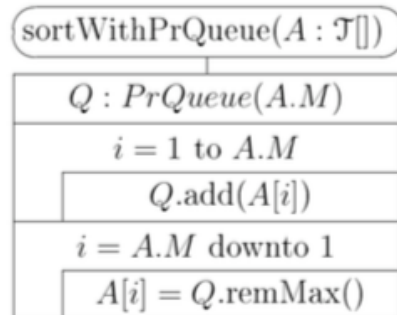 sortWithPrQueue(A : 𝒯[])
Q : PrQueue(A.M)
i = 1 to A.M
Q.add(A[i])
i = A.M downto 1
A[i] = Q.remMax()